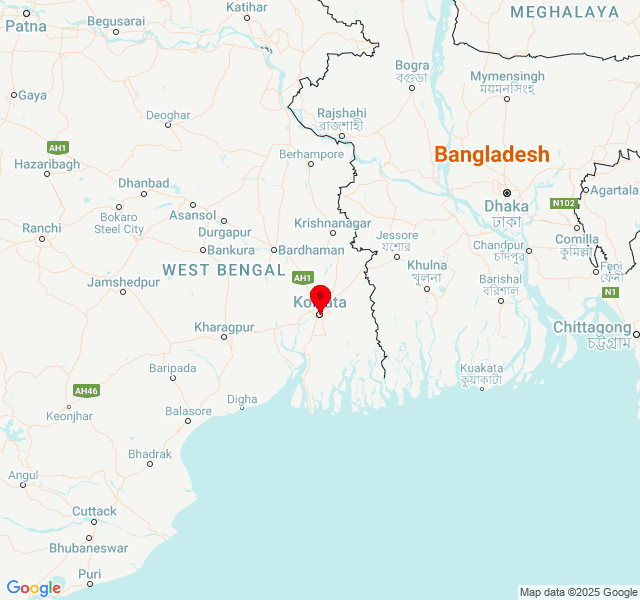 Katihar
MEGHALAYA
Patna
Begusarai
Bogra
বগুড়া
Mymensingh
ময়মনসিংহ
Gaya
Deoghar
Rajshahi
রাজশাহী
AH1
Berhampore
Bangladesh
Hazaribagh
Dhanbad
Agartala
Dhaka
ঢাকা
N102
Bokaro
Steel City
Asansol
Durgapur
Krishnanagar
Ranchi
Bankura
Bardhaman
Jessore
যশোর
Chandpur
চাঁদপুর
Comilla
কুমিল্লা
WEST BENGAL
AH1
Khulna
খুলনা
Feni
ফেনী
Jamshedpur
Barishal
বরিশাল
N1
Kolkata
Kharagpur
Chittagong
চট্টগ্রাম
Baripada
Kuakata
কুয়াকাটা
AH46
Keonjhar
Digha
Balasore
Bhadrak
Angul
Cuttack
Bhubaneswar
Puri
Google
Map data ©2025 Google